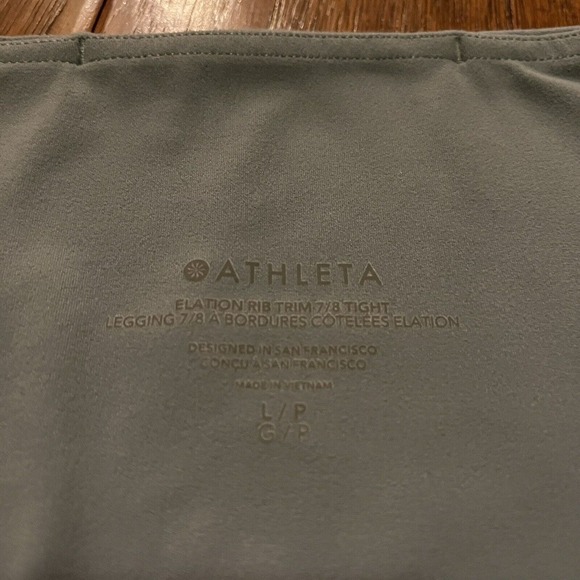 ATHLETA
ELATION RIB TRIM 7/8 TIGHT
LEGGING 7/8 À BORDURES CÔTELÉES ELATION
DESIGNED IN SAN FRANCISCO
CONÇU À SAN FRANCISCO
MADE IN VIETNAM
L/P
G/P